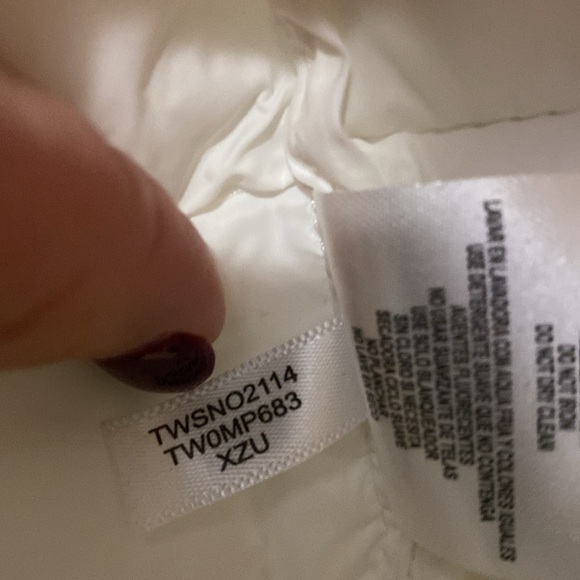 TWSNO2114
TW0MP683
XZU
LAVAR EN LAVADORA CON AGUA FRIA Y COLORES IGUALES
USE DETERGENTE SUAVE QUE NO CONTENGA
AGENTES FLUORESCENTES
NO USAR SUAVIZANTE DE TELAS
USE SOLO BLANQUEADOR
SIN CLORO SI NECESITA
SECADORA CICLO SUAVE
NO PLANCHAR
DO NOT IRON
DO NOT DRY CLEAN